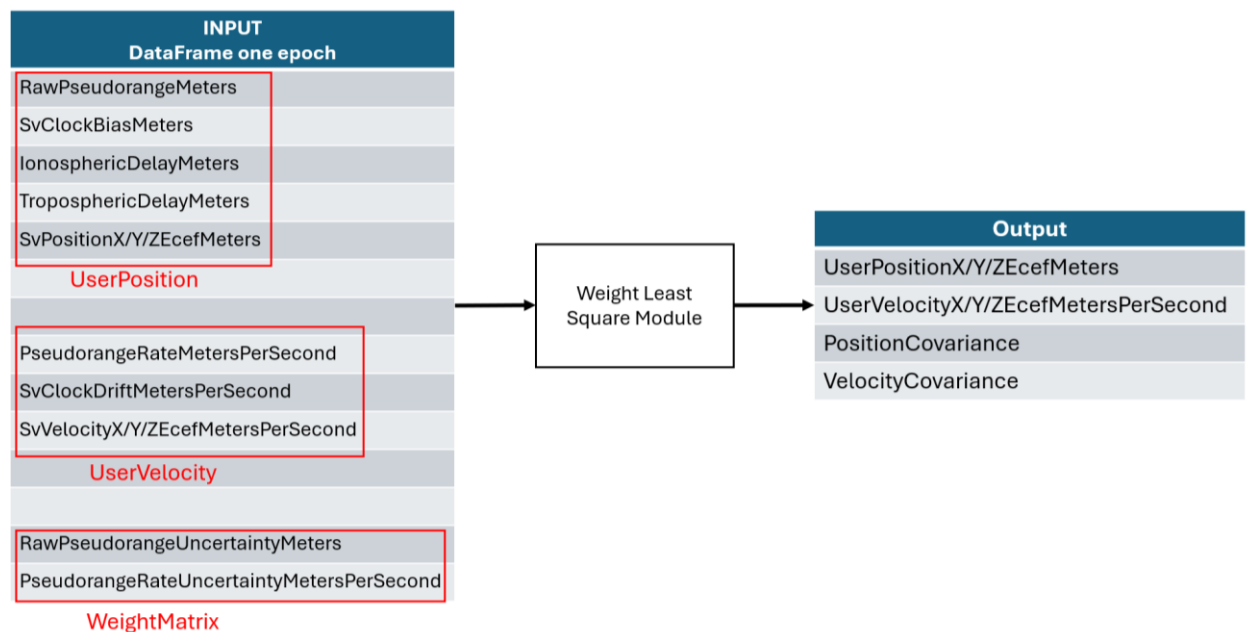 INPUT
DataFrame one epoch
RawPseudorangeMeters
SvClockBiasMeters
IonosphericDelayMeters
TroposphericDelayMeters
SvPositionX/Y/ZEcefMeters
UserPosition
PseudorangeRateMetersPerSecond
SvClockDriftMetersPerSecond
SvVelocityX/Y/ZEcefMetersPerSecond
UserVelocity
RawPseudorangeUncertaintyMeters
PseudorangeRateUncertaintyMetersPerSecond
WeightMatrix
Weight Least
Square Module
Output
UserPositionX/Y/ZEcefMeters
UserVelocityX/Y/ZEcefMetersPerSecond
PositionCovariance
VelocityCovariance